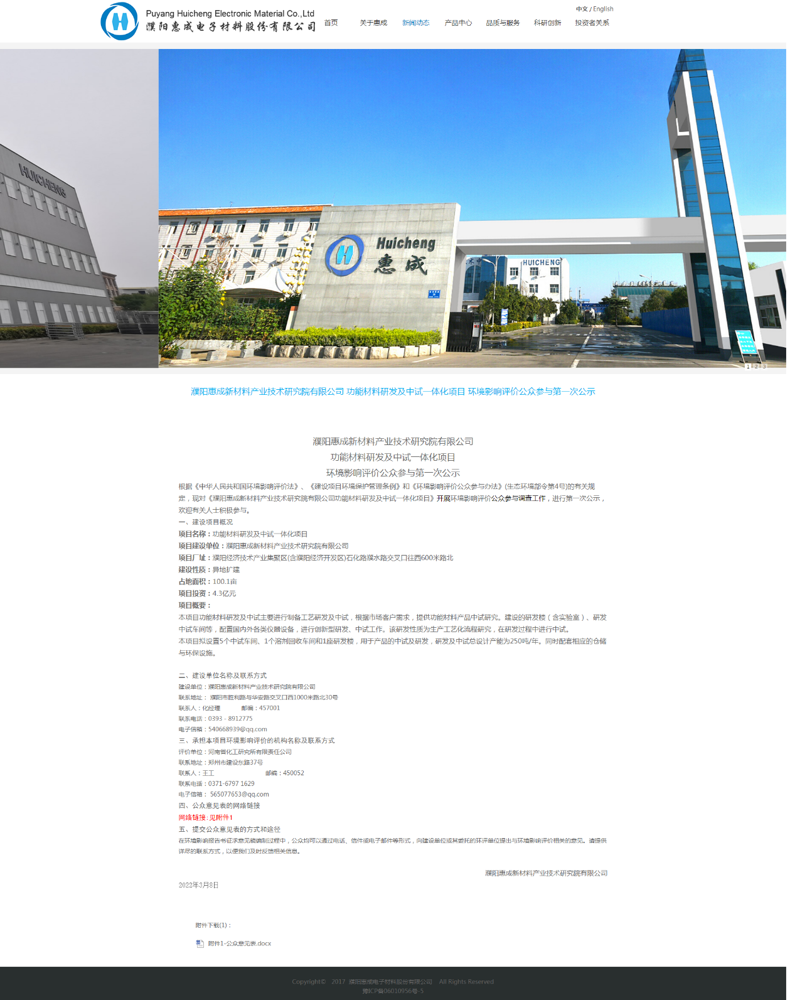 Puyang Huicheng Electronic Material Co.,Ltd
濮阳惠成电子材料股份有限公司
中文 / English
首页 关于惠成 新闻动态 产品中心 品质与服务 科研创新 投资者关系
HUICHENG
Huicheng
惠成
HUICHENG
1 2 3
濮阳惠成新材料产业技术研究院有限公司 功能材料研发及中试一体化项目 环境影响评价公众参与第一次公示
濮阳惠成新材料产业技术研究院有限公司
功能材料研发及中试一体化项目
环境影响评价公众参与第一次公示
根据《中华人民共和国环境影响评价法》、《建设项目环境保护管理条例》和《环境影响评价公众参与办法》(生态环境部令第4号)的有关规
定，现对《濮阳惠成新材料产业技术研究院有限公司功能材料研发及中试一体化项目》开展环境影响评价公众参与调查工作，进行第一次公示，
欢迎有关人士积极参与。
一、建设项目概况
项目名称：功能材料研发及中试一体化项目
项目建设单位：濮阳惠成新材料产业技术研究院有限公司
项目厂址：濮阳经济技术产业集聚区(含濮阳经济开发区)石化路濮水路交叉口往西600米路北
建设性质：异地扩建
占地面积：100.1亩
项目投资：4.3亿元
项目概要：
本项目功能材料研发及中试主要进行制备工艺研发及中试，根据市场客户需求，提供功能材料产品中试研究。建设的研发楼（含实验室）、研发
中试车间等，配置国内外各类仪器设备，进行创新型研发、中试工作。该研发性质为生产工艺化流程研究，在研发过程中进行中试。
本项目拟设置5个中试车间、1个溶剂回收车间和1座研发楼，用于产品的中试及研发，研发及中试总设计产能为250吨/年。同时配套相应的仓储
与环保设施。
二、建设单位名称及联系方式
建设单位：濮阳惠成新材料产业技术研究院有限公司
联系地址： 濮阳市胜利路与华安路交叉口西1000米路北30号
联系人：化经理 邮编：457001
联系电话：0393 - 8912775
电子信箱：540668939@qq.com
三、承担本项目环境影响评价的机构名称及联系方式
评价单位：河南省化工研究所有限责任公司
联系地址：郑州市建设东路37号
联系人：王工 邮编：450052
联系电话：0371-6797 1629
电子信箱： 565077653@qq.com
四、公众意见表的网络链接
网络链接:见附件1
五、提交公众意见表的方式和途径
在环境影响报告书征求意见稿编制过程中，公众均可以通过电话、信件或电子邮件等形式，向建设单位或其委托的环评单位提出与环境影响评价相关的意见。请提供
详尽的联系方式，以便我们及时反馈相关信息。
濮阳惠成新材料产业技术研究院有限公司
2022年3月8日
附件下载(1)：
附件1-公众意见表.docx
Copyright© 2017 濮阳惠成电子材料股份有限公司 All Rights Reserved
豫ICP备06010956号-5